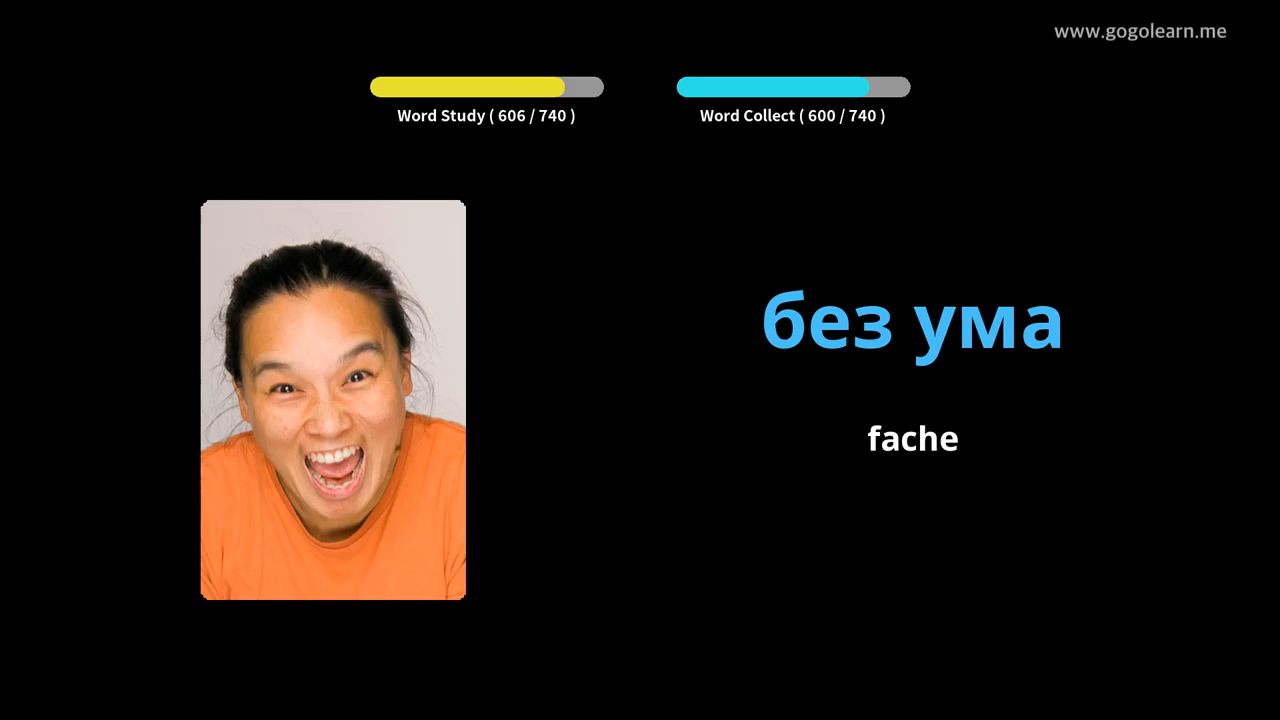 www.gogolearn.me
Word Study ( 606 / 740 )
Word Collect ( 600 / 740 )
без ума
fache